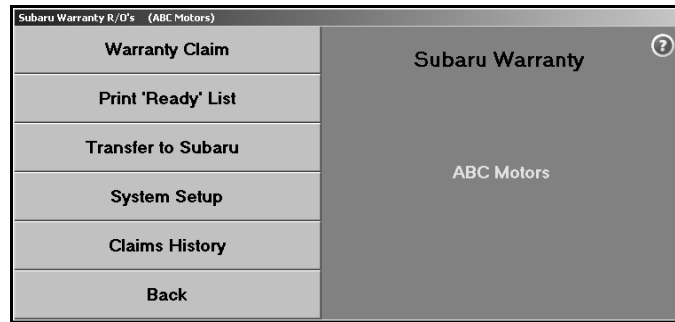 Subaru Warranty R/O's (ABC Motors)
Warranty Claim
Print 'Ready' List
Transfer to Subaru
System Setup
Claims History
Back
Subaru Warranty
?
ABC Motors